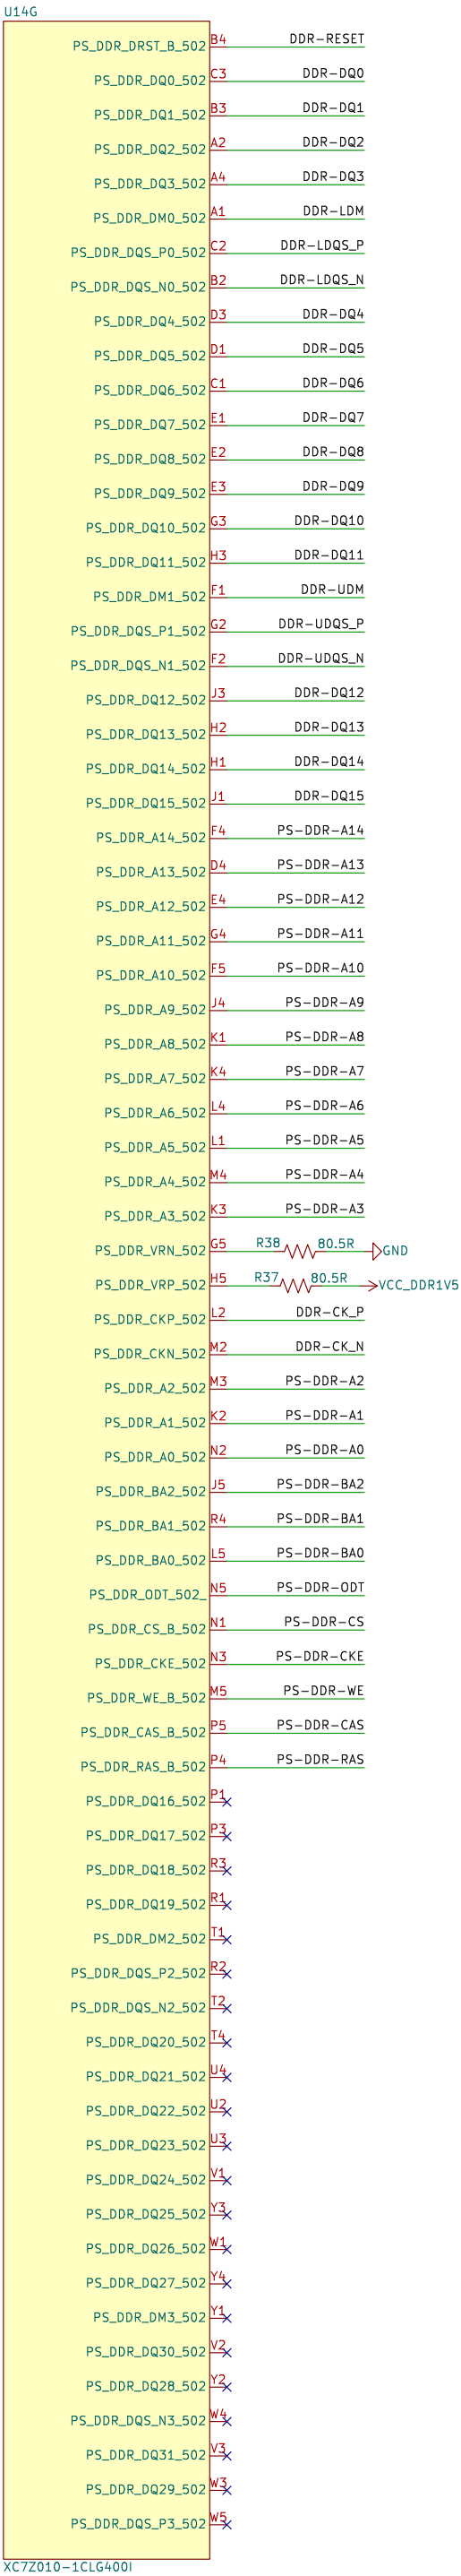 U14G
PS_DDR_DRST_B_502 B4 DDR-RESET
PS_DDR_DQ0_502 C3 DDR-DQ0
PS_DDR_DQ1_502 B3 DDR-DQ1
PS_DDR_DQ2_502 A2 DDR-DQ2
PS_DDR_DQ3_502 A4 DDR-DQ3
PS_DDR_DM0_502 A1 DDR-LDM
PS_DDR_DQS_P0_502 C2 DDR-LDQS_P
PS_DDR_DQS_N0_502 B2 DDR-LDQS_N
PS_DDR_DQ4_502 D3 DDR-DQ4
PS_DDR_DQ5_502 D1 DDR-DQ5
PS_DDR_DQ6_502 C1 DDR-DQ6
PS_DDR_DQ7_502 E1 DDR-DQ7
PS_DDR_DQ8_502 E2 DDR-DQ8
PS_DDR_DQ9_502 E3 DDR-DQ9
PS_DDR_DQ10_502 G3 DDR-DQ10
PS_DDR_DQ11_502 H3 DDR-DQ11
PS_DDR_DM1_502 F1 DDR-UDM
PS_DDR_DQS_P1_502 G2 DDR-UDQS_P
PS_DDR_DQS_N1_502 F2 DDR-UDQS_N
PS_DDR_DQ12_502 J3 DDR-DQ12
PS_DDR_DQ13_502 H2 DDR-DQ13
PS_DDR_DQ14_502 H1 DDR-DQ14
PS_DDR_DQ15_502 J1 DDR-DQ15
PS_DDR_A14_502 F4 PS-DDR-A14
PS_DDR_A13_502 D4 PS-DDR-A13
PS_DDR_A12_502 E4 PS-DDR-A12
PS_DDR_A11_502 G4 PS-DDR-A11
PS_DDR_A10_502 F5 PS-DDR-A10
PS_DDR_A9_502 J4 PS-DDR-A9
PS_DDR_A8_502 K1 PS-DDR-A8
PS_DDR_A7_502 K4 PS-DDR-A7
PS_DDR_A6_502 L4 PS-DDR-A6
PS_DDR_A5_502 L1 PS-DDR-A5
PS_DDR_A4_502 M4 PS-DDR-A4
PS_DDR_A3_502 K3 PS-DDR-A3
PS_DDR_VRN_502 G5 R38 80.5R GND
PS_DDR_VRP_502 H5 R37 80.5R VCC_DDR1V5
PS_DDR_CKP_502 L2 DDR-CK_P
PS_DDR_CKN_502 M2 DDR-CK_N
PS_DDR_A2_502 M3 PS-DDR-A2
PS_DDR_A1_502 K2 PS-DDR-A1
PS_DDR_A0_502 N2 PS-DDR-A0
PS_DDR_BA2_502 J5 PS-DDR-BA2
PS_DDR_BA1_502 R4 PS-DDR-BA1
PS_DDR_BA0_502 L5 PS-DDR-BA0
PS_DDR_ODT_502_ N5 PS-DDR-ODT
PS_DDR_CS_B_502 N1 PS-DDR-CS
PS_DDR_CKE_502 N3 PS-DDR-CKE
PS_DDR_WE_B_502 M5 PS-DDR-WE
PS_DDR_CAS_B_502 P5 PS-DDR-CAS
PS_DDR_RAS_B_502 P4 PS-DDR-RAS
PS_DDR_DQ16_502 P1
PS_DDR_DQ17_502 P3
PS_DDR_DQ18_502 R3
PS_DDR_DQ19_502 R1
PS_DDR_DM2_502 T1
PS_DDR_DQS_P2_502 R2
PS_DDR_DQS_N2_502 T2
PS_DDR_DQ20_502 T4
PS_DDR_DQ21_502 U4
PS_DDR_DQ22_502 U2
PS_DDR_DQ23_502 U3
PS_DDR_DQ24_502 V1
PS_DDR_DQ25_502 Y3
PS_DDR_DQ26_502 W1
PS_DDR_DQ27_502 Y4
PS_DDR_DM3_502 Y1
PS_DDR_DQ30_502 V2
PS_DDR_DQ28_502 Y2
PS_DDR_DQS_N3_502 W4
PS_DDR_DQ31_502 V3
PS_DDR_DQ29_502 W3
PS_DDR_DQS_P3_502 W5
XC7Z010-1CLG400I